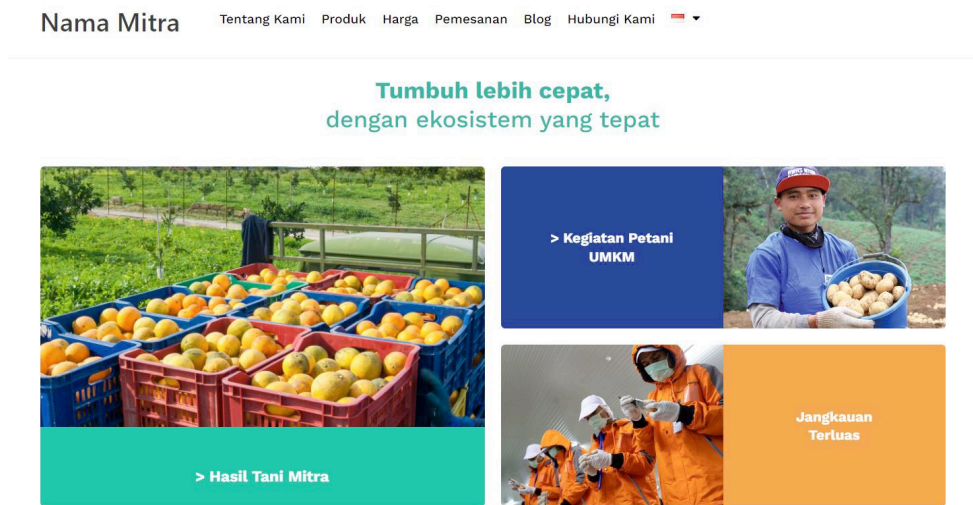 Nama Mitra
Tentang Kami Produk Harga Pemesanan Blog Hubungi Kami
Tumbuh lebih cepat,
dengan ekosistem yang tepat
> Kegiatan Petani
UMKM
Jangkauan
Terluas
> Hasil Tani Mitra